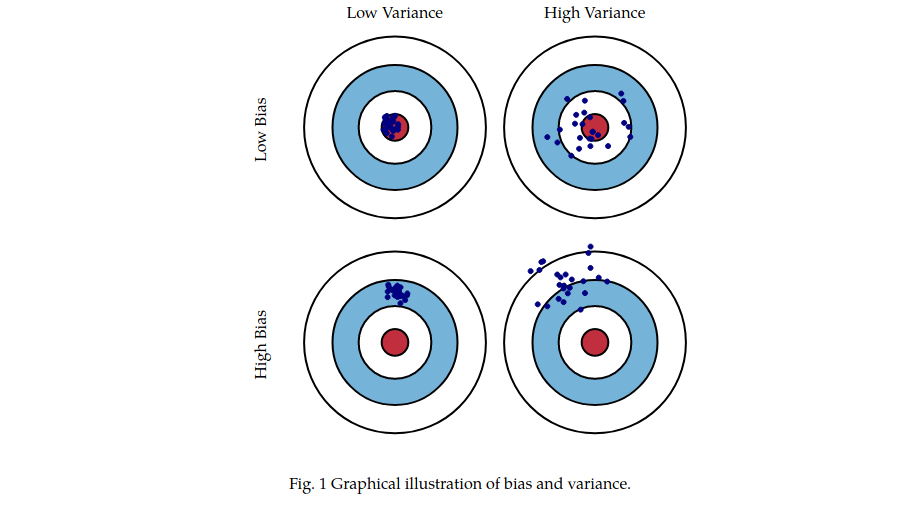 Low Variance
High Variance
Low Bias
High Bias
Fig. 1 Graphical illustration of bias and variance.